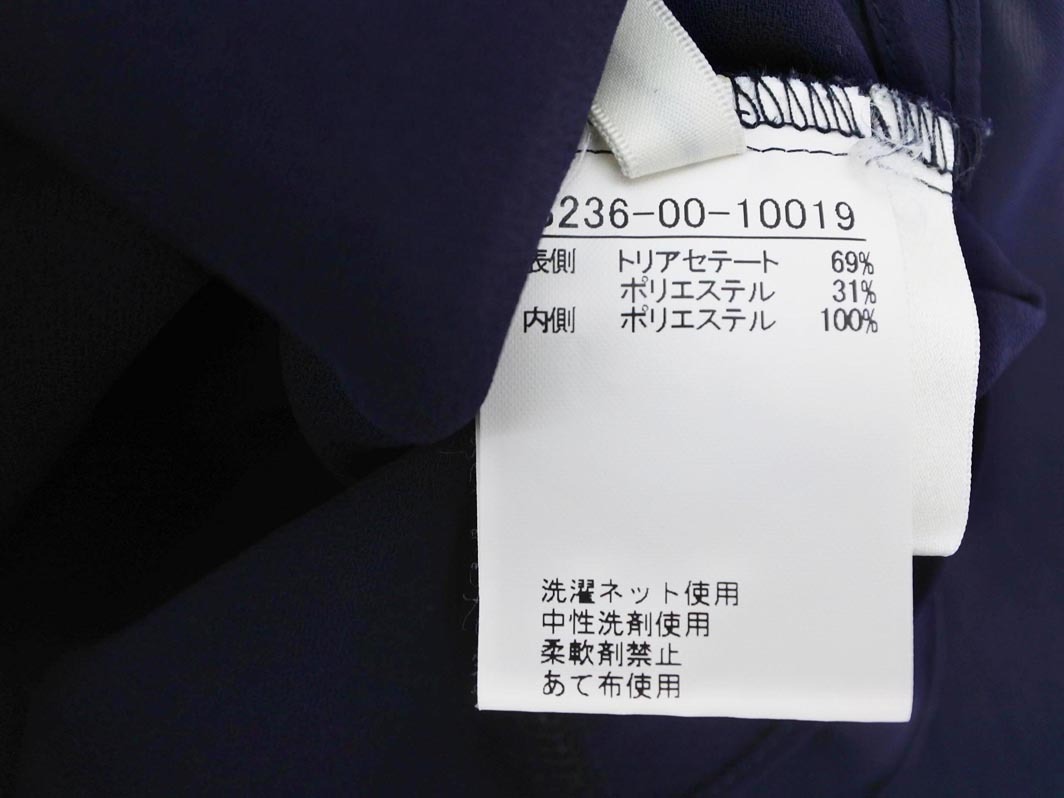 236-00-10019
表側 トリアセテート 69%
ポリエステル 31%
内側 ポリエステル 100%
洗濯ネット使用
中性洗剤使用
柔軟剤禁止
あて布使用